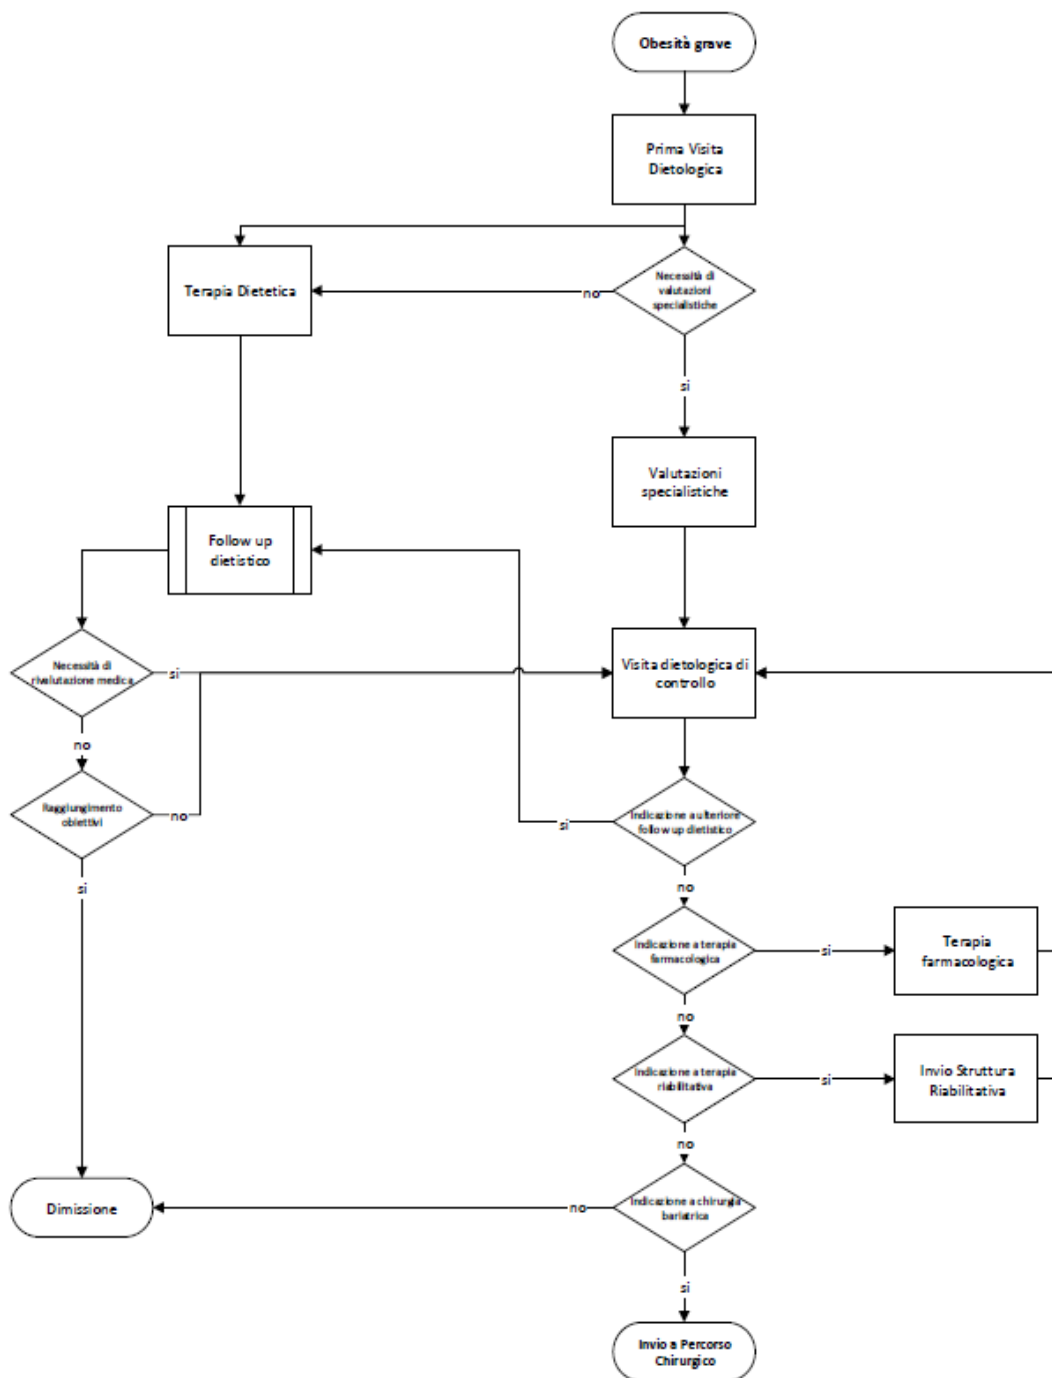 Obesità grave
Prima Visita
Dietologica
Necessità di
valutazioni
specialistiche
Terapia Dietetica
no
si
Valutazioni
specialistiche
Follow up
dietistico
Necessità di
rivalutazione medica
si
Visita dietologica di
controllo
no
Raggiungimento
obiettivi
no
Indicazione a ulteriore
follow up dietistico
si
si
no
Indicazione a terapia
farmacologica
si
Terapia
farmacologica
no
Indicazione a terapia
riabilitativa
si
Invio Struttura
Riabilitativa
no
Indicazione a chirurgia
bariatrica
no
Dimissione
si
Invio a Percorso
Chirurgico